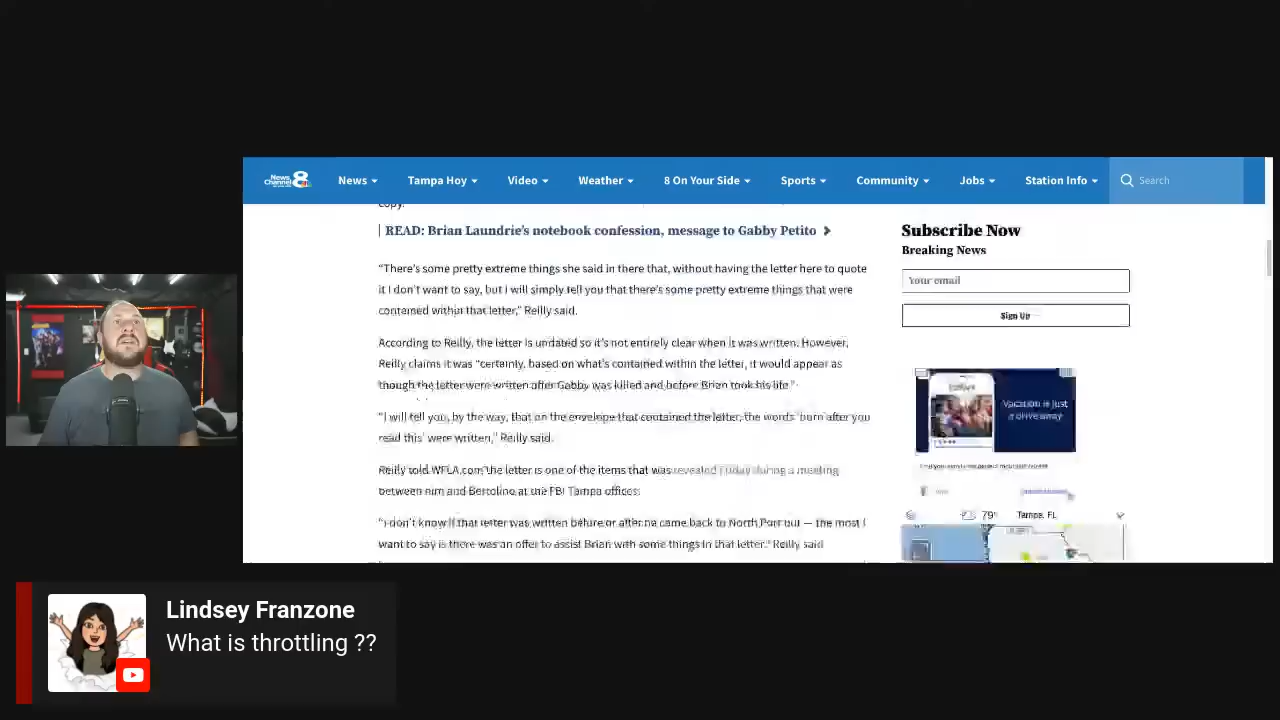 News Channel 8
News
Tampa Hoy
Video
Weather
8 On Your Side
Sports
Community
Jobs
Station Info
Search
copy.
READ: Brian Laundrie's notebook confession, message to Gabby Petito
“There's some pretty extreme things she said in there that, without having the letter here to quote
it I don't want to say, but I will simply tell you that there's some pretty extreme things that were
contained within that letter,” Reilly said.
According to Reilly, the letter is undated so it's not entirely clear when it was written. However,
Reilly claims it was “certainly, based on what's contained within the letter, it would appear as
though the letter were written after Gabby was killed and before Brian took his life.”
“I will tell you, by the way, that on the envelope that contained the letter, the words ‘burn after you
read this’ were written,” Reilly said.
Reilly told WFLA.com the letter is one of the items that was revealed Friday during a meeting
between him and Bertolino at the FBI Tampa offices.
“I don't know if that letter was written before or after he came back to North Port but — the most I
want to say is there was an offer to assist Brian with some things in that letter.” Reilly said
Subscribe Now
Breaking News
Your email
Sign Up
Vacation is just
a drive away
79°
Tampa, FL
Lindsey Franzone
What is throttling ??